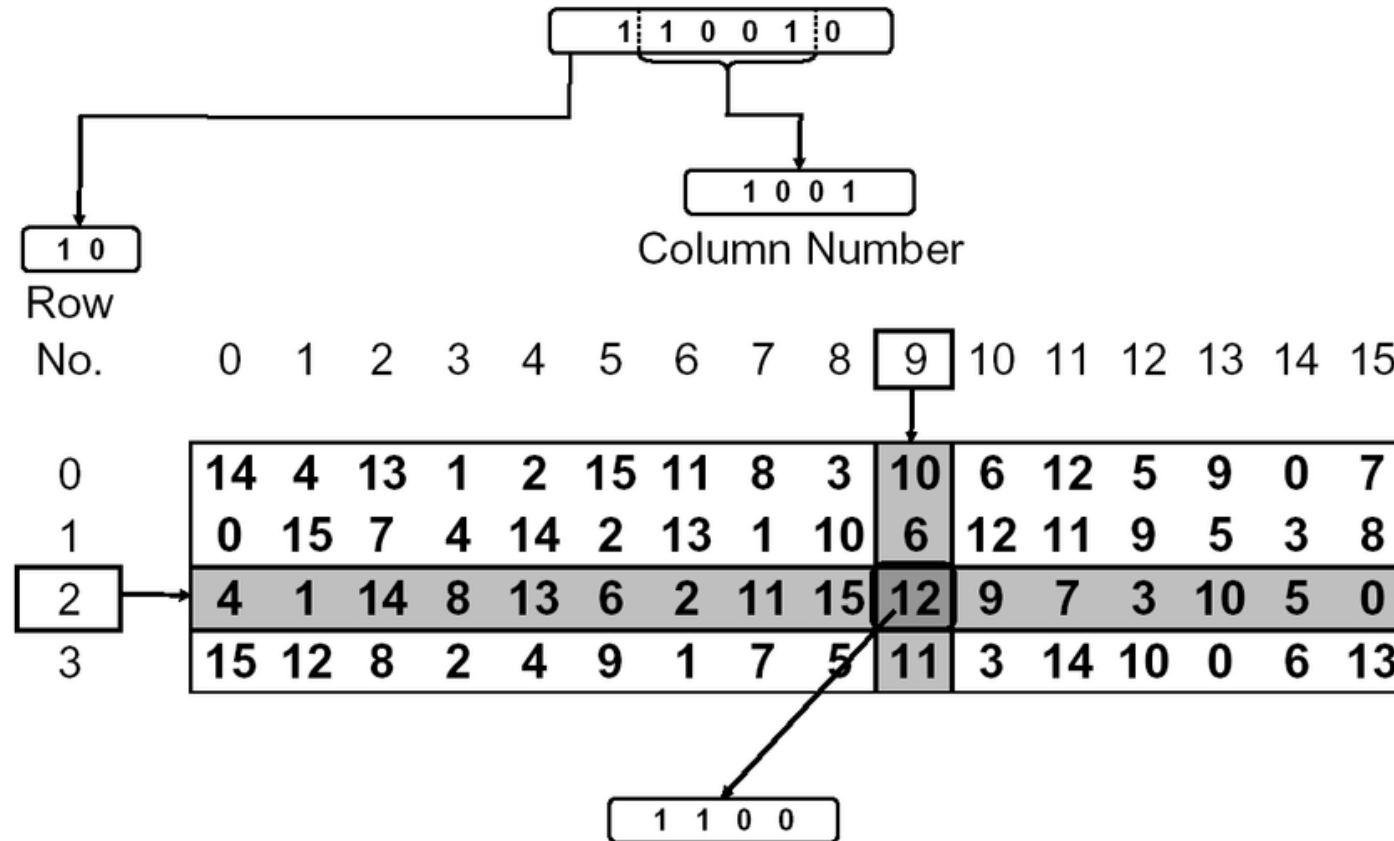 1 1 0 0 1 0
1 0 0 1
Column Number
1 0
Row
No. 0 1 2 3 4 5 6 7 8 9 10 11 12 13 14 15
0 14 4 13 1 2 15 11 8 3 10 6 12 5 9 0 7
1 0 15 7 4 14 2 13 1 10 6 12 11 9 5 3 8
2 4 1 14 8 13 6 2 11 15 12 9 7 3 10 5 0
3 15 12 8 2 4 9 1 7 5 11 3 14 10 0 6 13
1 1 0 0